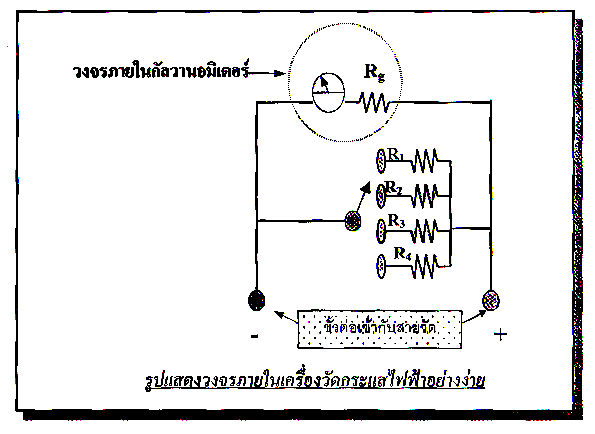 วงจรภายในกัลวานอมิเตอร์
Rg
R1
R2
R3
R4
ขั้วต่อเข้ากับสายวัด
- +
รูปแสดงวงจรภายในเครื่องวัดกระแสไฟฟ้าอย่างง่าย